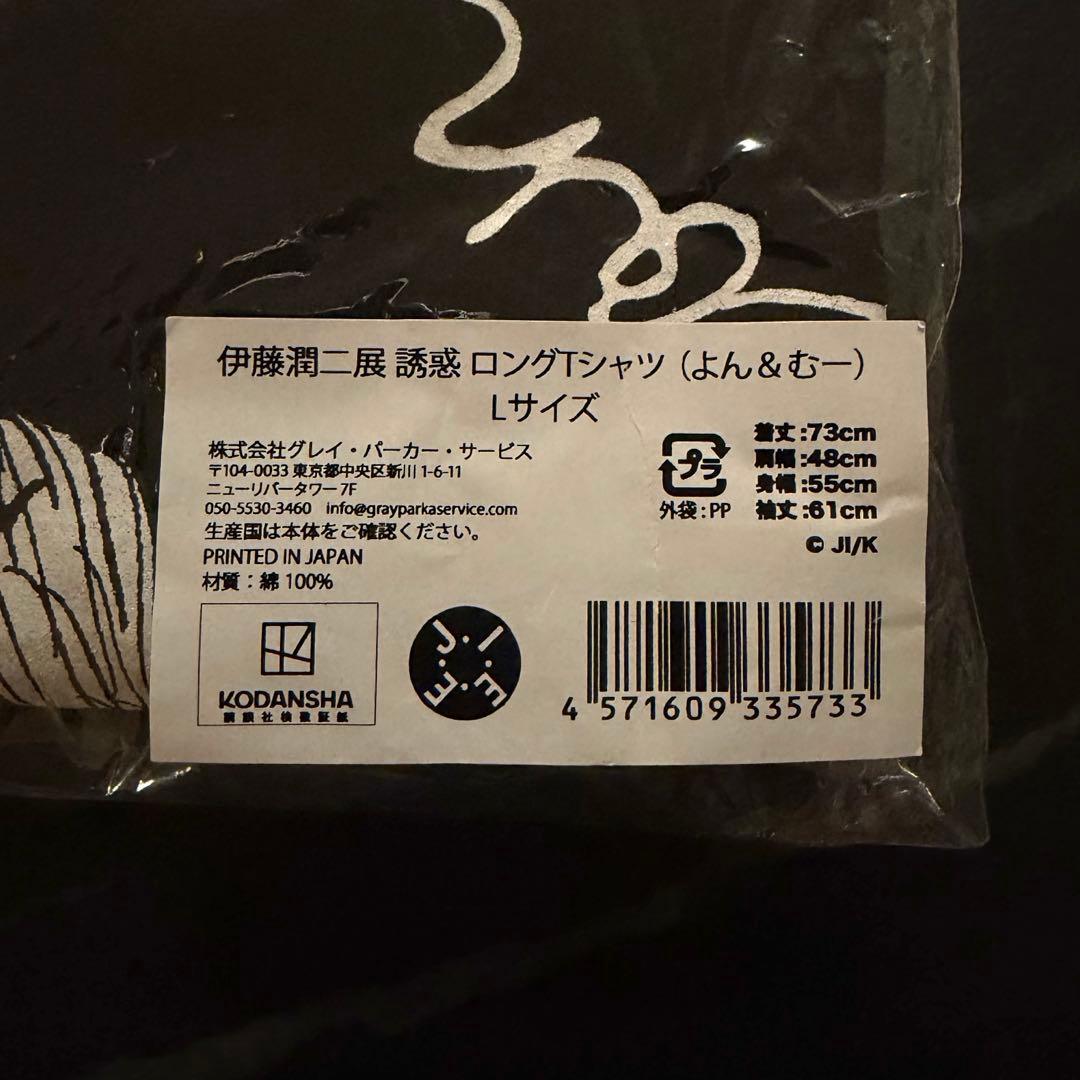 伊藤潤二展 誘惑 ロングTシャツ（よん＆むー）
Lサイズ
株式会社グレイ・パーカー・サービス
〒104-0033 東京都中央区新川 1-6-11
ニューリバータワー 7F
050-5530-3460 info@grayparkaservice.com
生産国は本体をご確認ください。
PRINTED IN JAPAN
材質：綿 100%
プラ
外袋：PP
着丈:73cm
肩幅:48cm
身幅:55cm
袖丈:61cm
© JI/K
KODANSHA
講談社検査証紙
J・I・E・E
4 571609 335733